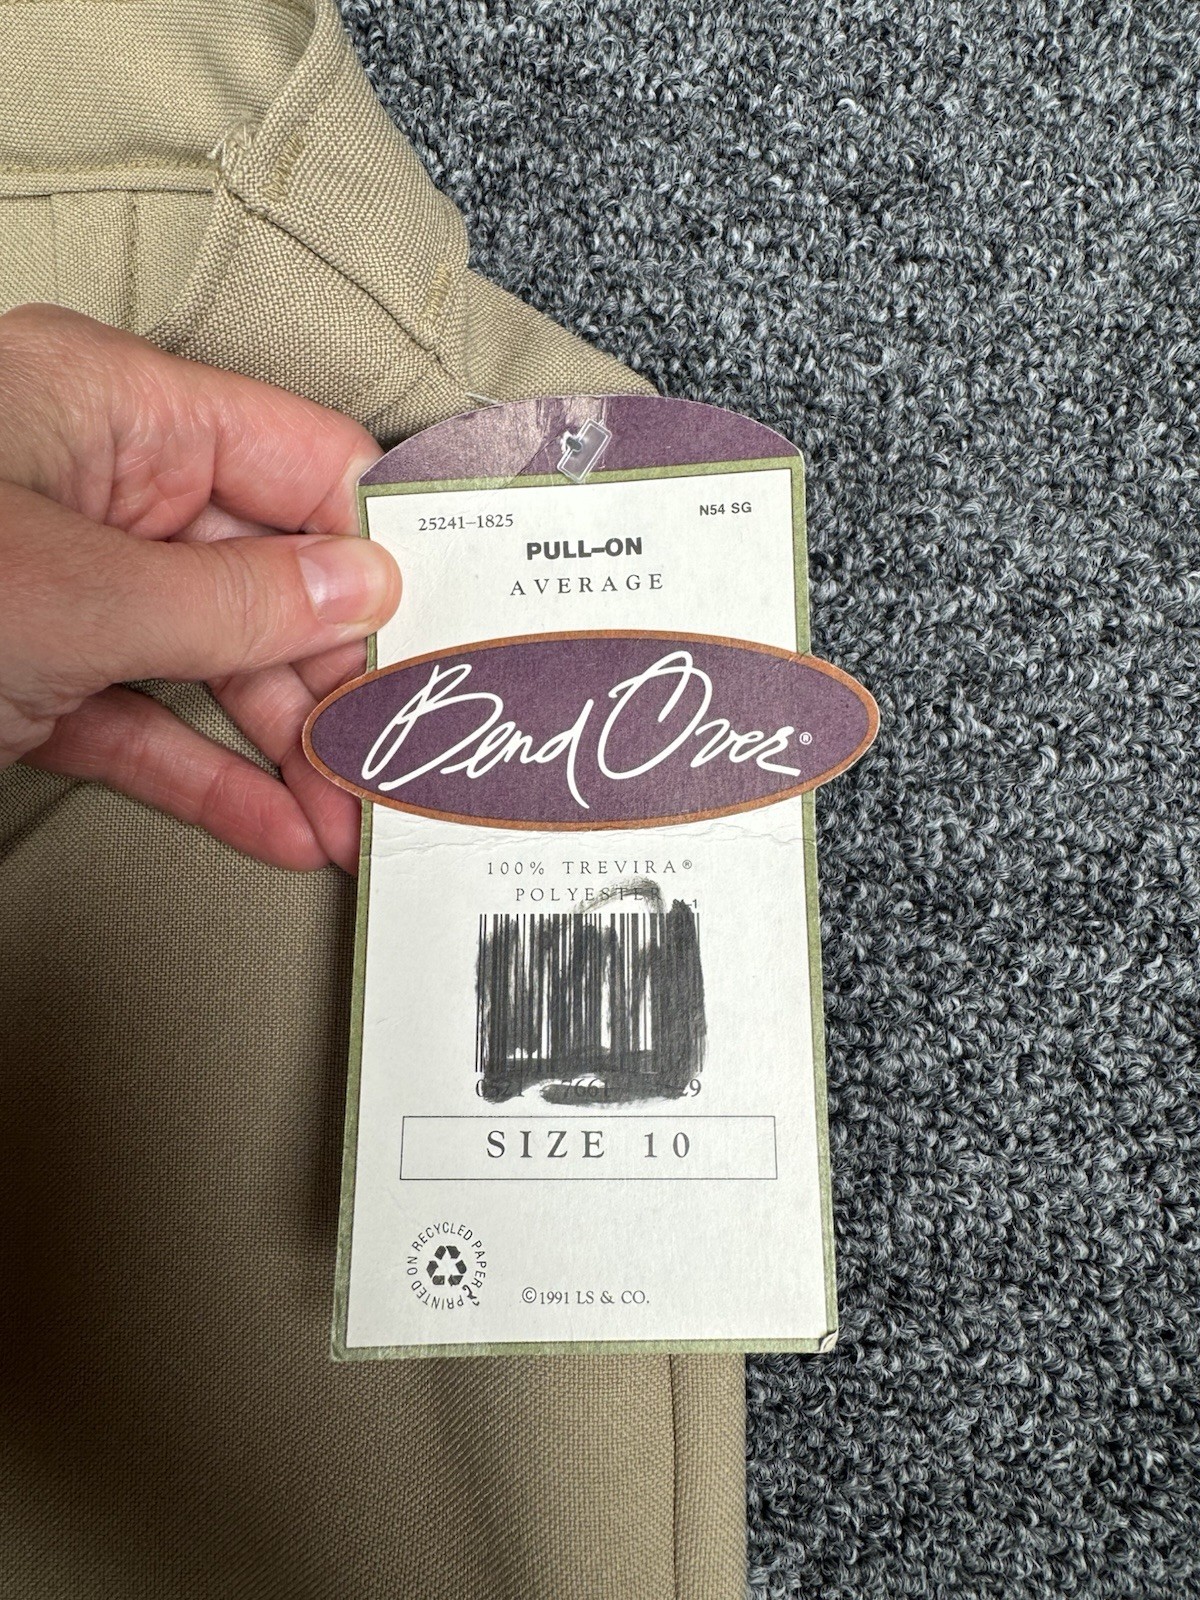 25241–1825
N54 SG
PULL–ON
AVERAGE
Bend Over®
100% TREVIRA®
POLYESTER
SIZE 10
PRINTED ON RECYCLED PAPER
©1991 LS & CO.